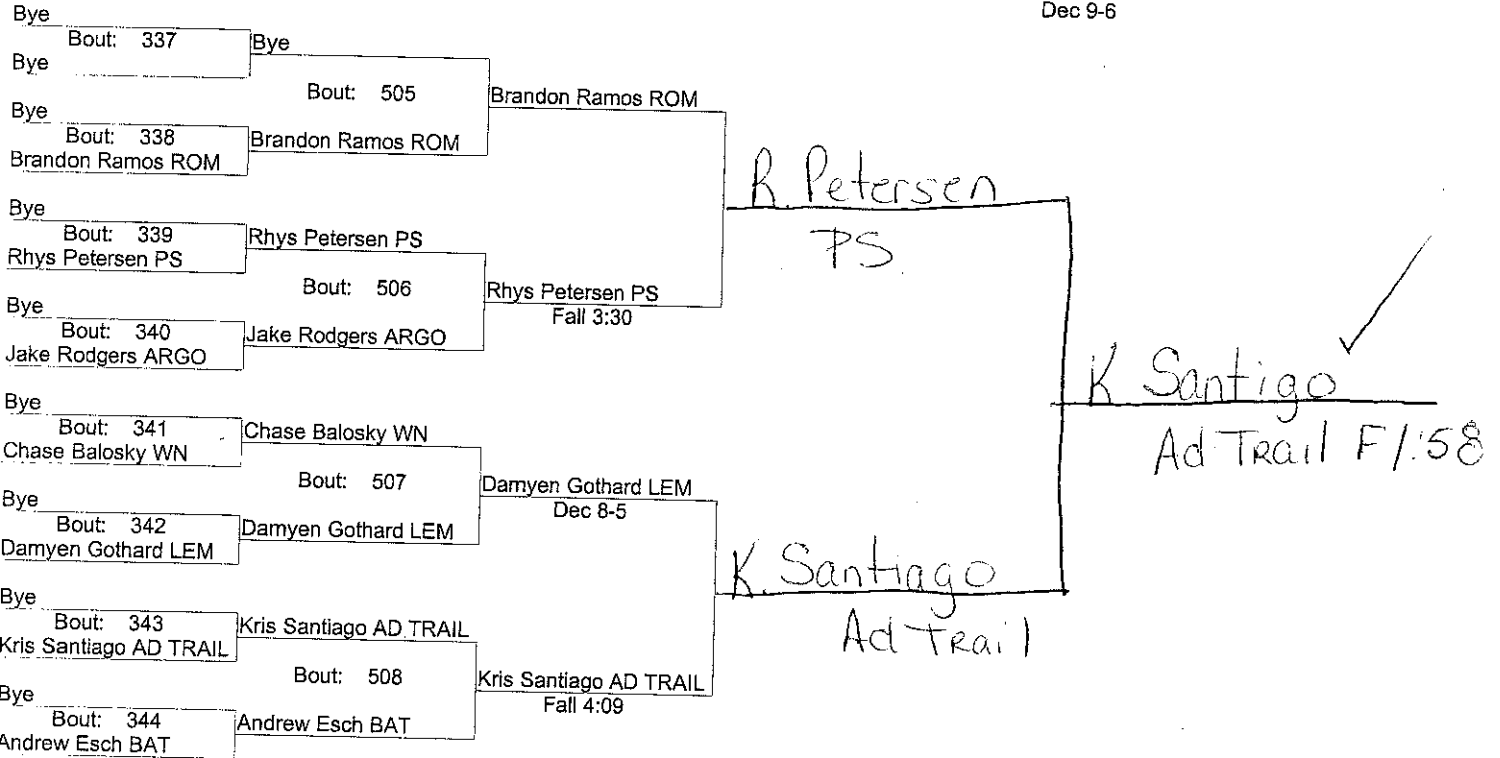 Dec 9-6
Bye
Bout: 337
Bye
Bye
Bout: 505
Brandon Ramos ROM
Bye
Bout: 338
Brandon Ramos ROM
Brandon Ramos ROM
R. Petersen
PS
Bye
Bout: 339
Rhys Petersen PS
Rhys Petersen PS
Bout: 506
Rhys Petersen PS
Fall 3:30
Bye
Bout: 340
Jake Rodgers ARGO
Jake Rodgers ARGO
K Santigo
Ad TRail F 1:58
Bye
Bout: 341
Chase Balosky WN
Chase Balosky WN
Bout: 507
Damyen Gothard LEM
Dec 8-5
Bye
Bout: 342
Damyen Gothard LEM
Damyen Gothard LEM
K. Santiago
Ad TRail
Bye
Bout: 343
Kris Santiago AD TRAIL
Kris Santiago AD TRAIL
Bout: 508
Kris Santiago AD TRAIL
Fall 4:09
Bye
Bout: 344
Andrew Esch BAT
Andrew Esch BAT